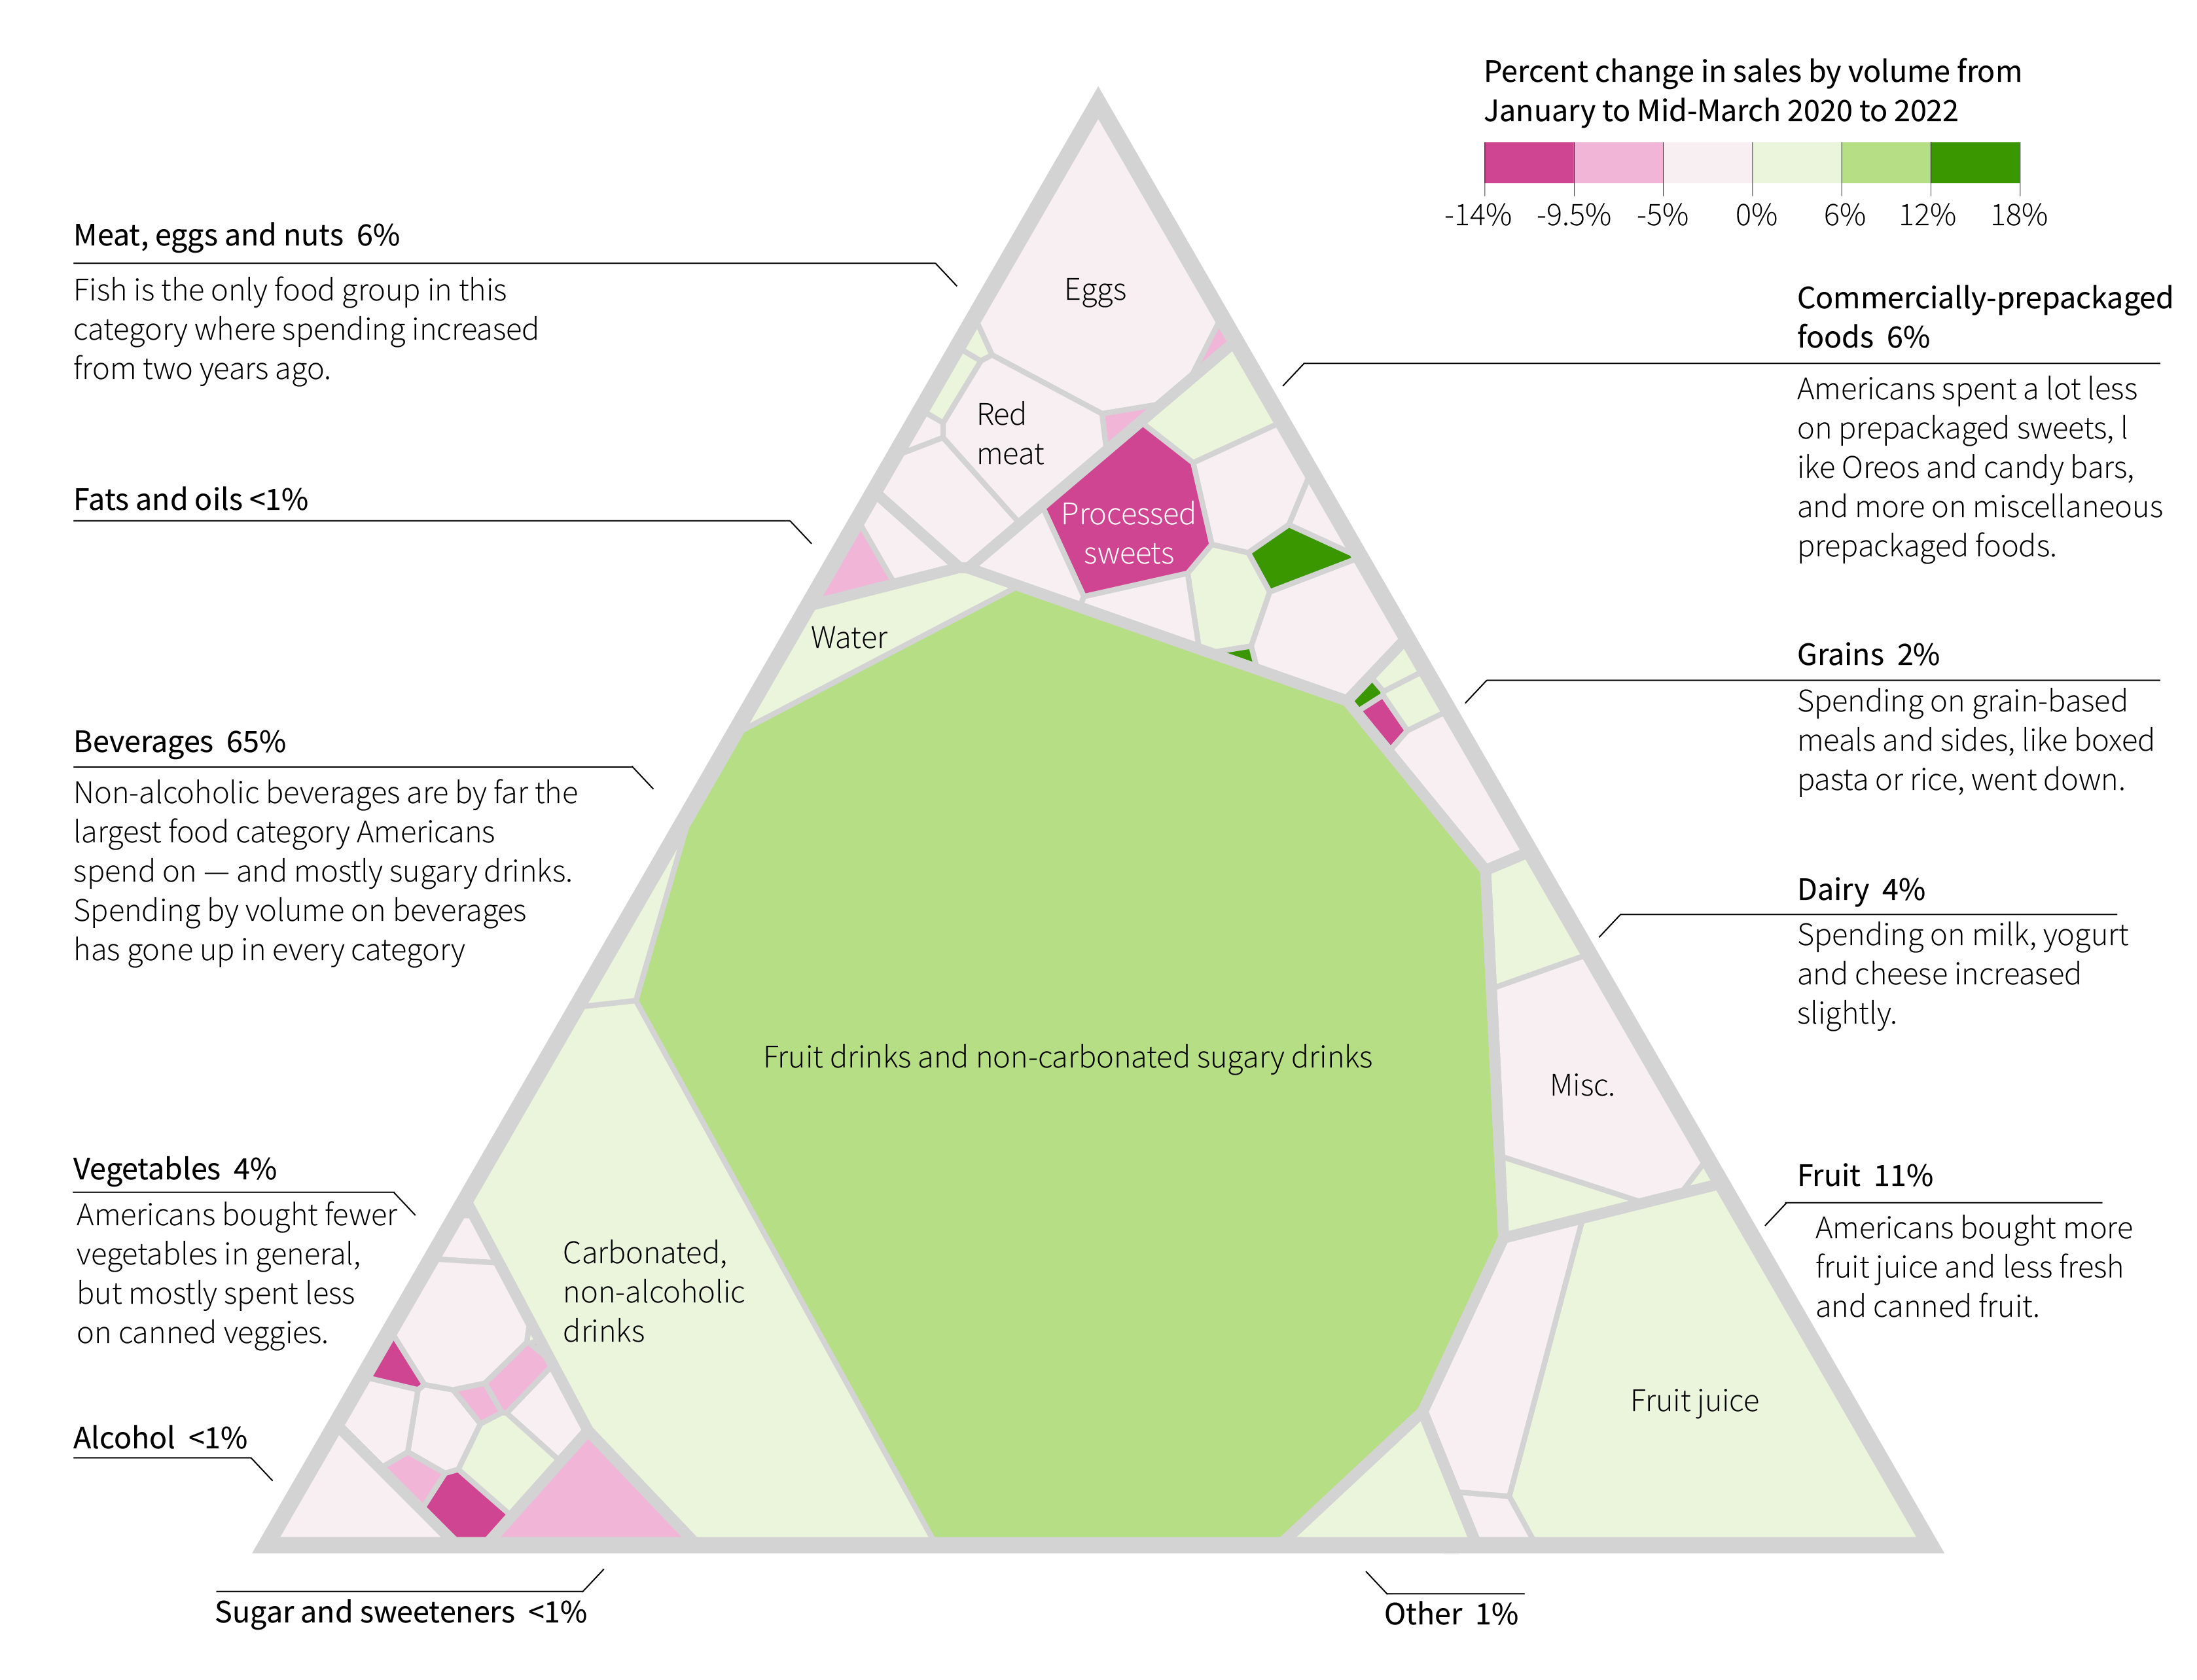 Percent change in sales by volume from
January to Mid-March 2020 to 2022
-14% -9.5% -5% 0% 6% 12% 18%
Meat, eggs and nuts 6%
Fish is the only food group in this
category where spending increased
from two years ago.
Fats and oils <1%
Beverages 65%
Non-alcoholic beverages are by far the
largest food category Americans
spend on — and mostly sugary drinks.
Spending by volume on beverages
has gone up in every category
Vegetables 4%
Americans bought fewer
vegetables in general,
but mostly spent less
on canned veggies.
Alcohol <1%
Sugar and sweeteners <1%
Eggs
Red
meat
Processed
sweets
Water
Fruit drinks and non-carbonated sugary drinks
Carbonated,
non-alcoholic
drinks
Misc.
Fruit juice
Commercially-prepackaged
foods 6%
Americans spent a lot less
on prepackaged sweets, l
ike Oreos and candy bars,
and more on miscellaneous
prepackaged foods.
Grains 2%
Spending on grain-based
meals and sides, like boxed
pasta or rice, went down.
Dairy 4%
Spending on milk, yogurt
and cheese increased
slightly.
Fruit 11%
Americans bought more
fruit juice and less fresh
and canned fruit.
Other 1%